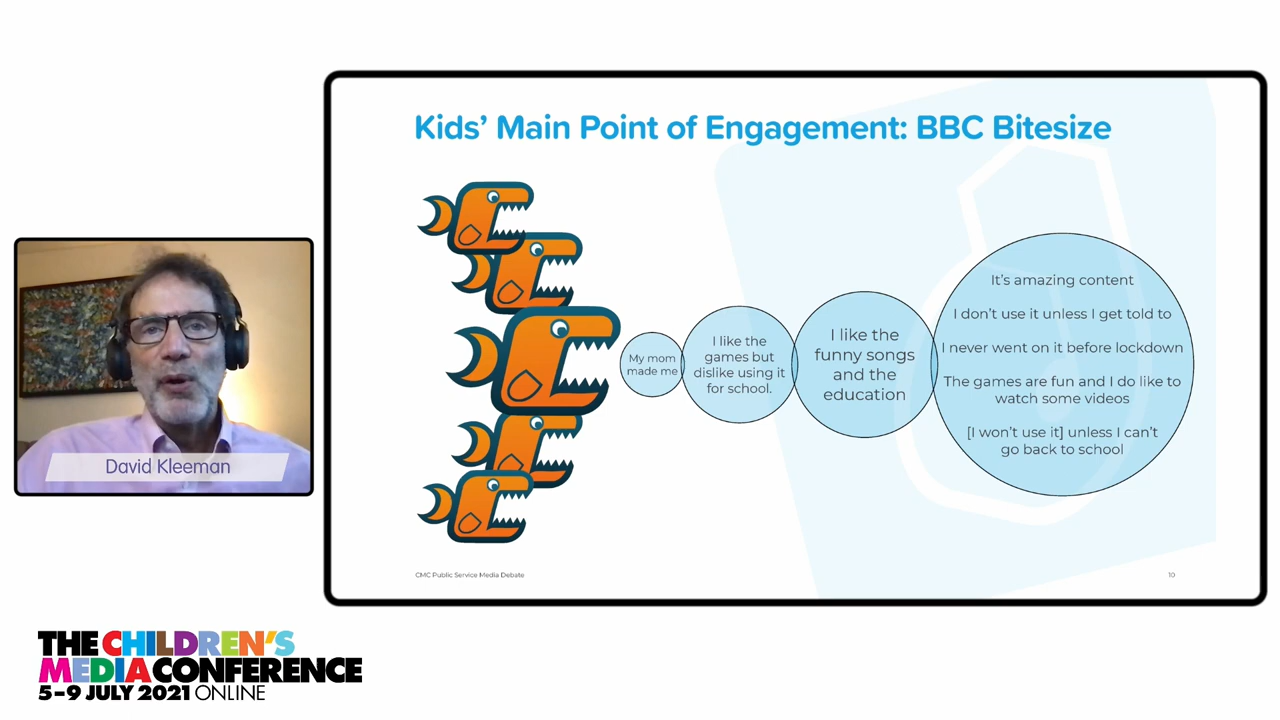 Kids' Main Point of Engagement: BBC Bitesize
My mom
made me
I like the
games but
dislike using it
for school.
I like the
funny songs
and the
education
It's amazing content
I don't use it unless I get told to
I never went on it before lockdown
The games are fun and I do like to
watch some videos
[I won't use it] unless I can't
go back to school
CMC Public Service Media Debate
10
David Kleeman
THE CHILDREN'S
MEDIA CONFERENCE
5-9 JULY 2021 ONLINE